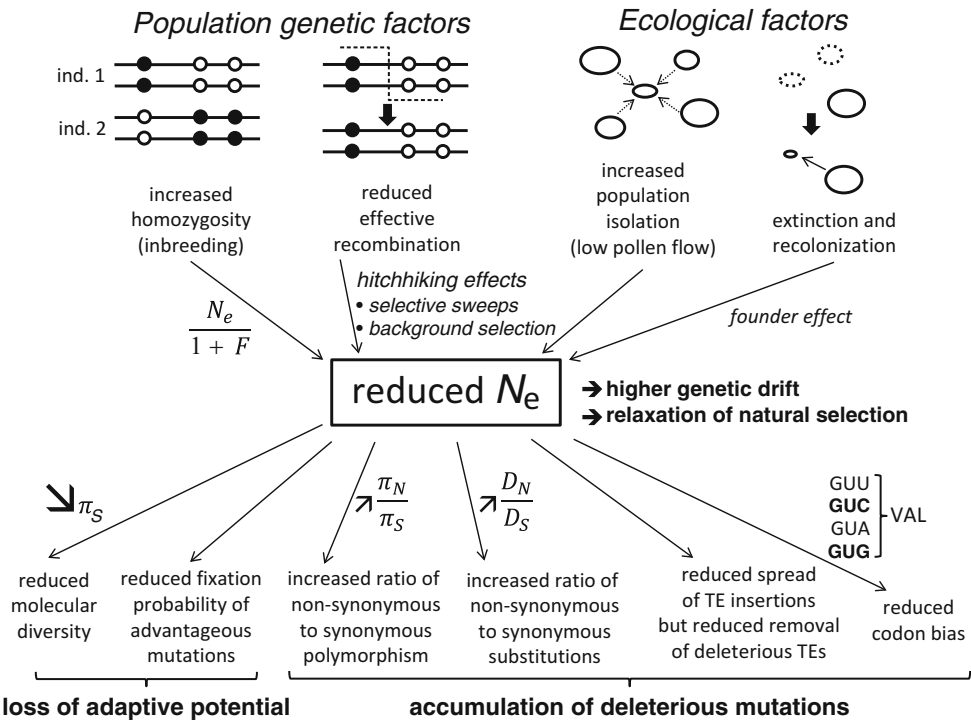 Population genetic factors
Ecological factors
ind. 1
ind. 2
increased
homozygosity
(inbreeding)
reduced
effective
recombination
increased
population
isolation
(low pollen flow)
extinction and
recolonization
N_e
1 + F
hitchhiking effects
• selective sweeps
• background selection
founder effect
reduced N_e
➔ higher genetic drift
➔ relaxation of natural selection
↘ π_S
↗ π_N
π_S
↗ D_N
D_S
GUU
GUC
GUA
GUG
VAL
reduced
molecular
diversity
reduced fixation
probability of
advantageous
mutations
increased ratio of
non-synonymous
to synonymous
polymorphism
increased ratio of
non-synonymous
to synonymous
substitutions
reduced spread
of TE insertions
but reduced removal
of deleterious TEs
reduced
codon bias
loss of adaptive potential
accumulation of deleterious mutations